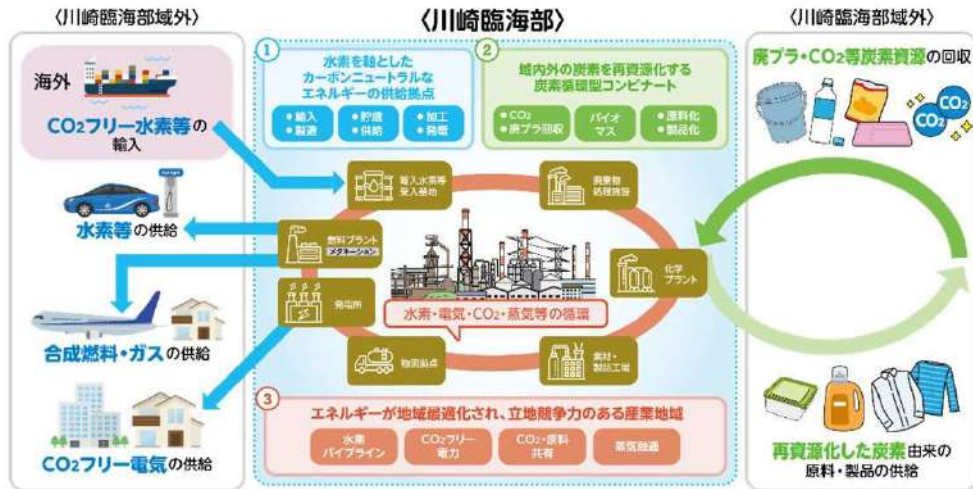 〈川崎臨海部域外〉
海外
CO2フリー水素等の
輸入
水素等の供給
合成燃料・ガスの供給
CO2フリー電気の供給
〈川崎臨海部〉
1
水素を軸とした
カーボンニュートラルな
エネルギーの供給拠点
●輸入
●製造
●貯蔵
●供給
●加工
●発電
2
域内外の炭素を再資源化する
炭素循環型コンビナート
●CO2
●廃プラ回収
バイオ
マス
●原料化
●製品化
輸入水素等
受入基地
廃棄物
処理施設
燃料プラント
メタネーション
化学
プラント
発電所
水素・電気・CO2・蒸気等の循環
物流拠点
素材・
製品工場
3
エネルギーが地域最適化され、立地競争力のある産業地域
水素
パイプライン
CO2フリー
電力
CO2・原料
共有
蒸気融通
〈川崎臨海部域外〉
廃プラ・CO2等炭素資源の回収
CO2
CO2
再資源化した炭素由来の
原料・製品の供給